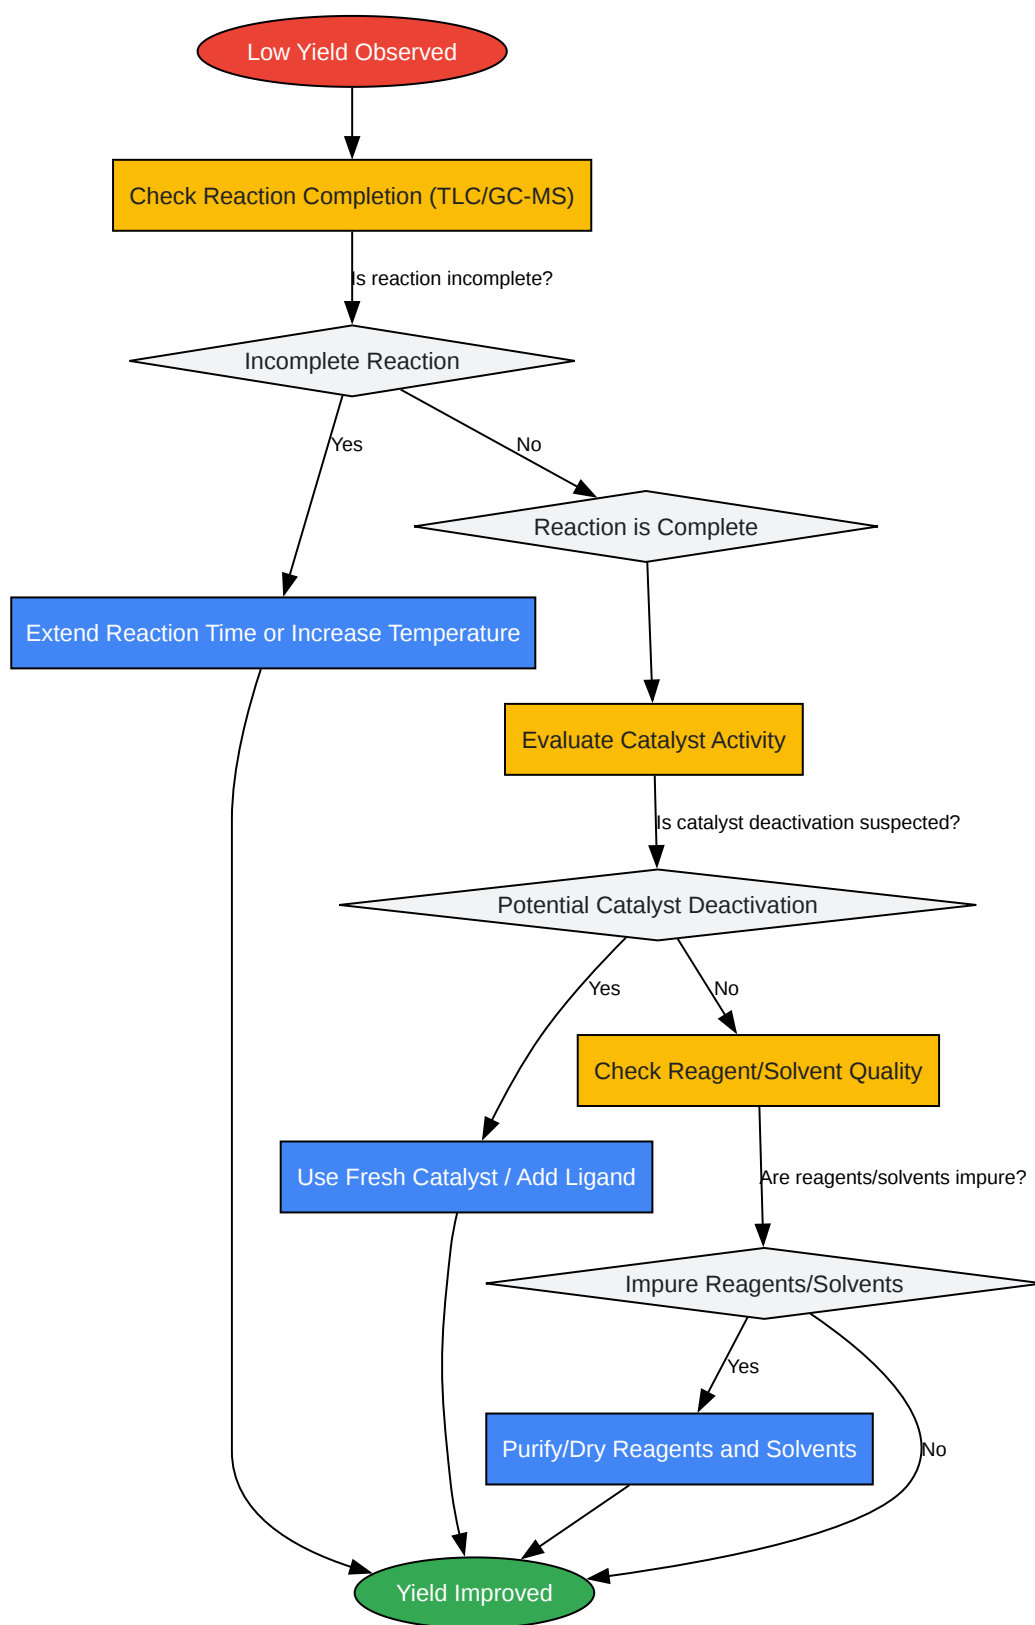 Low Yield Observed
Check Reaction Completion (TLC/GC-MS)
Is reaction incomplete?
Incomplete Reaction
Yes
No
Reaction is Complete
Extend Reaction Time or Increase Temperature
Evaluate Catalyst Activity
Is catalyst deactivation suspected?
Potential Catalyst Deactivation
Yes
No
Check Reagent/Solvent Quality
Use Fresh Catalyst / Add Ligand
Are reagents/solvents impure?
Impure Reagents/Solvents
Yes
Purify/Dry Reagents and Solvents
No
Yield Improved